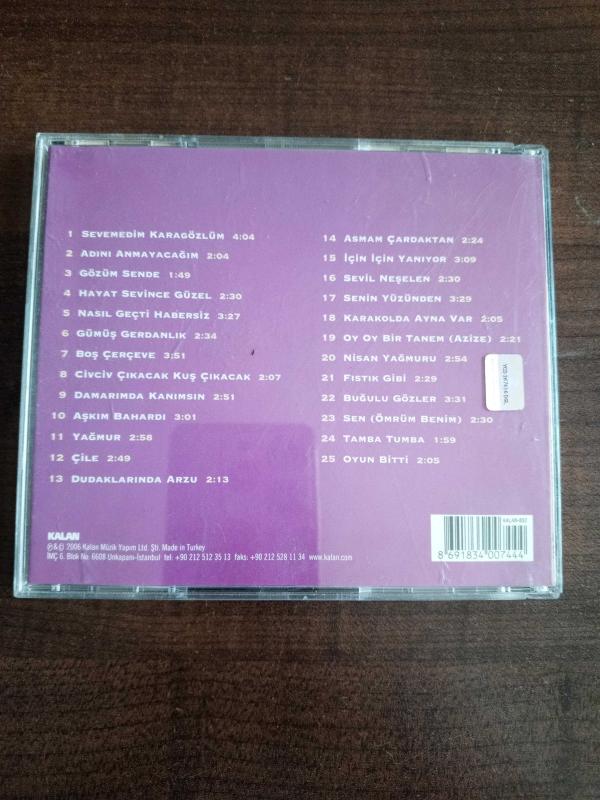 1 Sevemedim Karagözlüm 4:04
2 Adını Anmayacağım 2:04
3 Gözüm Sende 1:49
4 Hayat Sevince Güzel 2:30
5 Nasıl Geçti Habersiz 3:27
6 Gümüş Gerdanlık 2:34
7 Boş Çerçeve 3:51
8 Civciv Çıkacak Kuş Çıkacak 2:07
9 Damarımda Kanımsın 2:51
10 Aşkım Bahardı 3:01
11 Yağmur 2:58
12 Çile 2:49
13 Dudaklarında Arzu 2:13
14 Asmam Çardaktan 2:24
15 İçin İçin Yanıyor 3:09
16 Sevil Neşelen 2:30
17 Senin Yüzünden 3:29
18 Karakolda Ayna Var 2:05
19 Oy Oy Bir Tanem (Azize) 2:21
20 Nisan Yağmuru 2:54
21 Fıstık Gibi 2:29
22 Buğulu Gözler 3:31
23 Sen (Ömrüm Benim) 2:30
24 Tamba Tumba 1:59
25 Oyun Bitti 2:05
KALAN
℗&© 2006 Kalan Müzik Yapım Ltd. Şti. Made in Turkey
İMÇ 6. Blok No. 6608 Unkapanı-İstanbul tel: +90 212 512 35 13 faks: +90 212 528 11 34 www.kalan.com
8 691834 007444